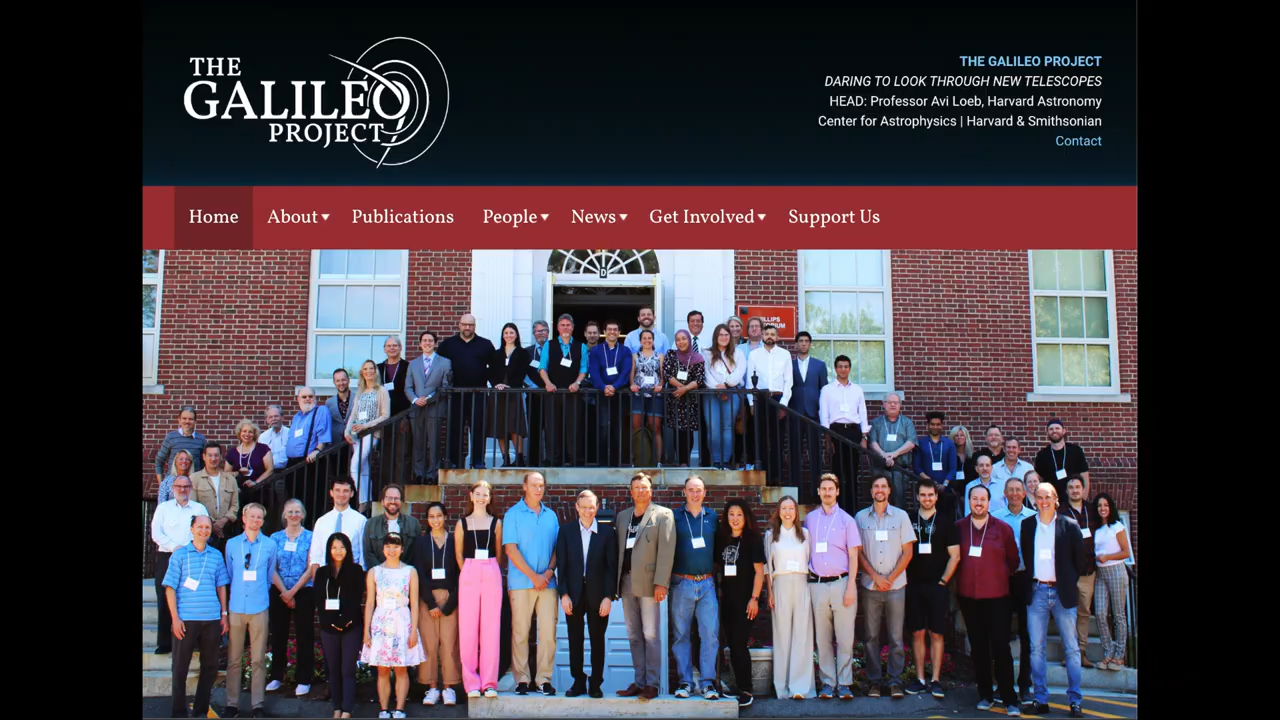 THE
GALILEO
PROJECT
THE GALILEO PROJECT
DARING TO LOOK THROUGH NEW TELESCOPES
HEAD: Professor Avi Loeb, Harvard Astronomy
Center for Astrophysics | Harvard & Smithsonian
Contact
Home About Publications People News Get Involved Support Us
D